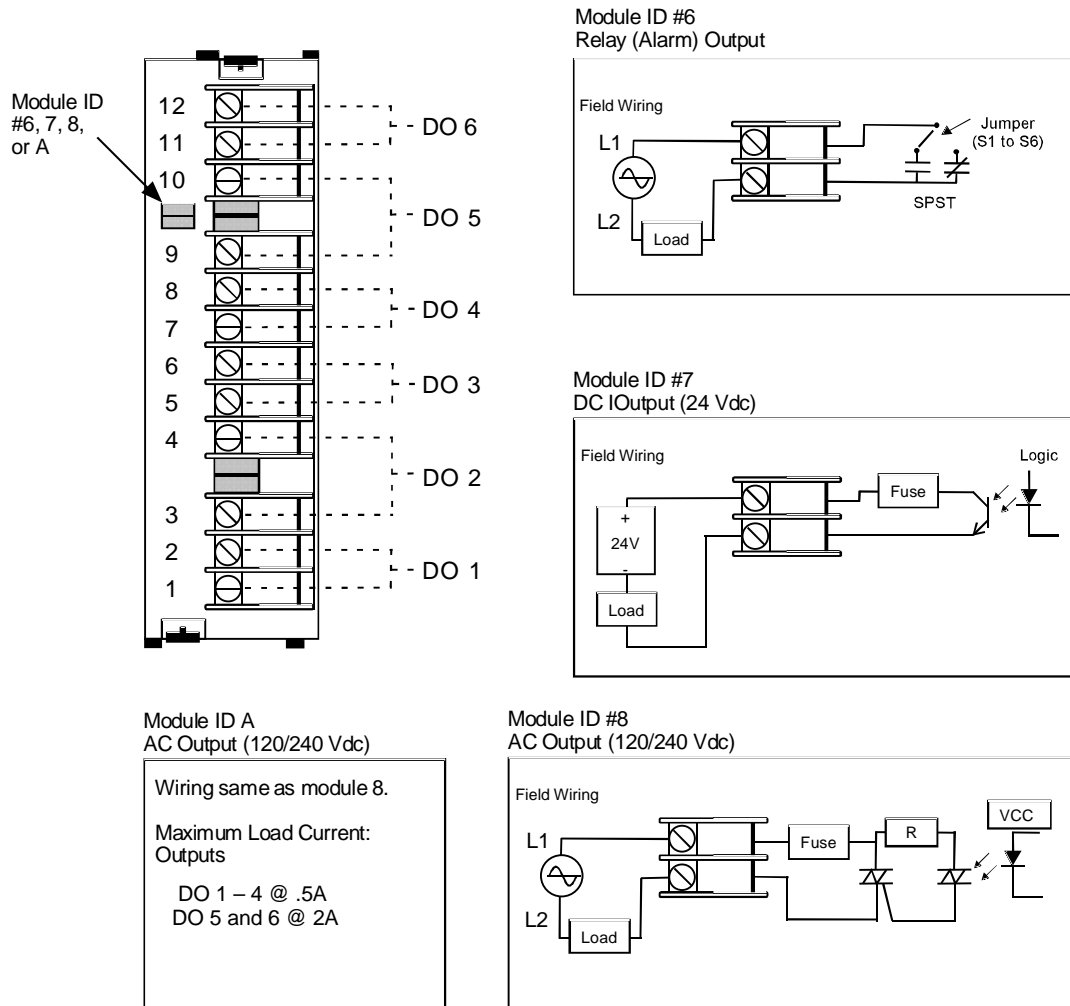 Module ID
#6, 7, 8,
or A
12
11
10
9
8
7
6
5
4
3
2
1
DO 6
DO 5
DO 4
DO 3
DO 2
DO 1
Module ID #6
Relay (Alarm) Output
Field Wiring
L1
L2
Load
Jumper
(S1 to S6)
SPST
Module ID #7
DC IOutput (24 Vdc)
Field Wiring
+
24V
-
Load
Fuse
Logic
Module ID A
AC Output (120/240 Vdc)
Wiring same as module 8.
Maximum Load Current:
Outputs
DO 1 – 4 @ .5A
DO 5 and 6 @ 2A
Module ID #8
AC Output (120/240 Vdc)
Field Wiring
L1
L2
Load
Fuse
R
VCC